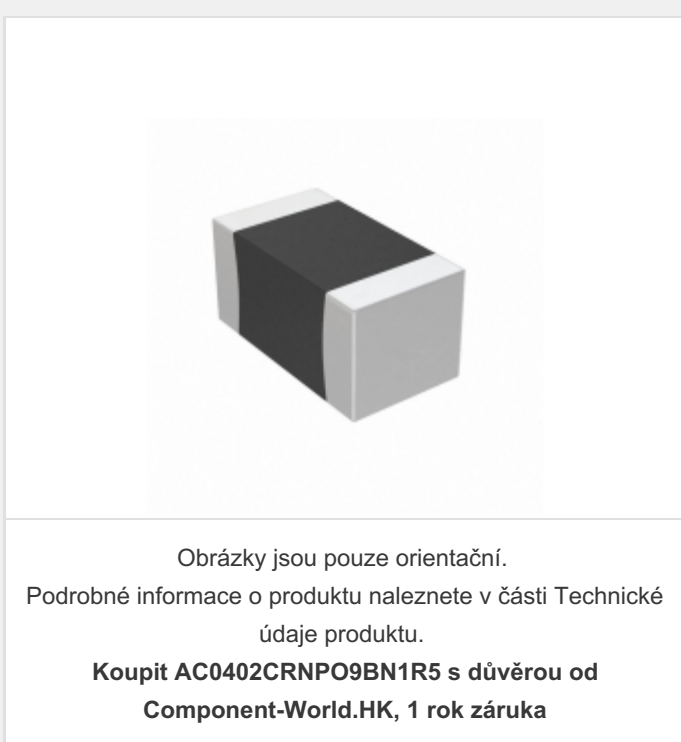 Obrázky jsou pouze orientační.
Podrobné informace o produktu naleznete v části Technické
údaje produktu.
Koupit AC0402CRNPO9BN1R5 s důvěrou od
Component-World.HK, 1 rok záruka